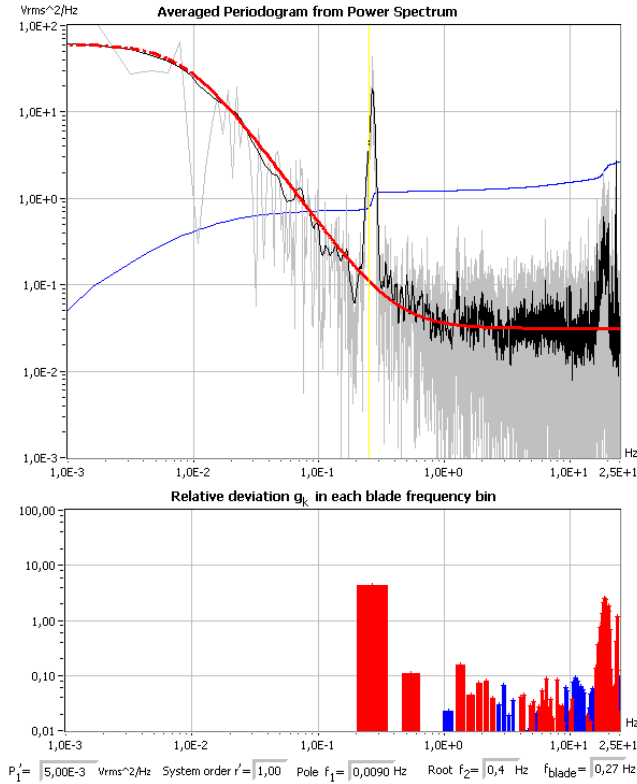 Averaged Periodogram from Power Spectrum
Vrms^2/Hz
1,0E+2
1,0E+1
1,0E+0
1,0E-1
1,0E-2
1,0E-3
Hz
1,0E-3 1,0E-2 1,0E-1 1,0E+0 1,0E+1 2,5E+1
Relative deviation gk in each blade frequency bin
100,00
10,00
1,00
0,10
0,01
Hz
1,0E-3 1,0E-2 1,0E-1 1,0E+0 1,0E+1 2,5E+1
P1'= 5,00E-3 Vrms^2/Hz System order r'= 1,00 Pole f1= 0,0090 Hz Root f2= 0,4 Hz fblade= 0,27 Hz